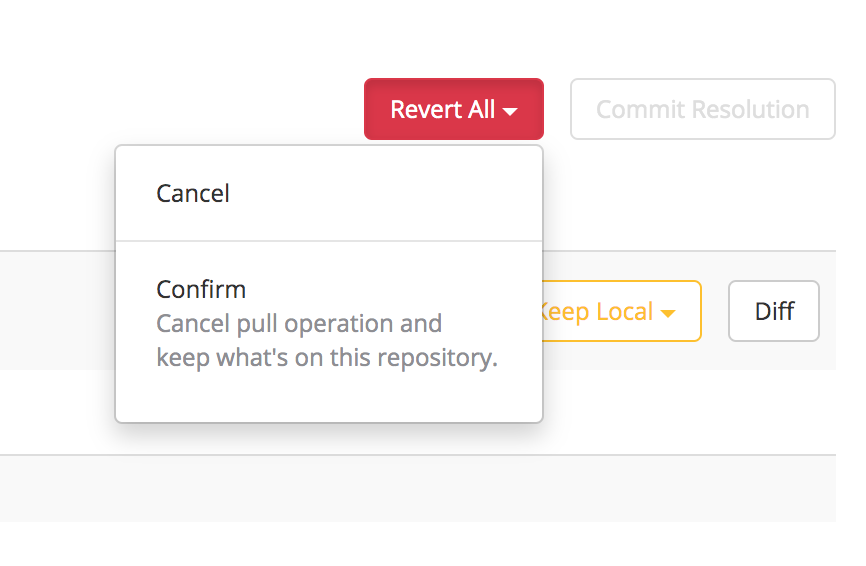 Revert All
Commit Resolution
Cancel
Confirm
Cancel pull operation and
keep what's on this repository.
Keep Local
Diff